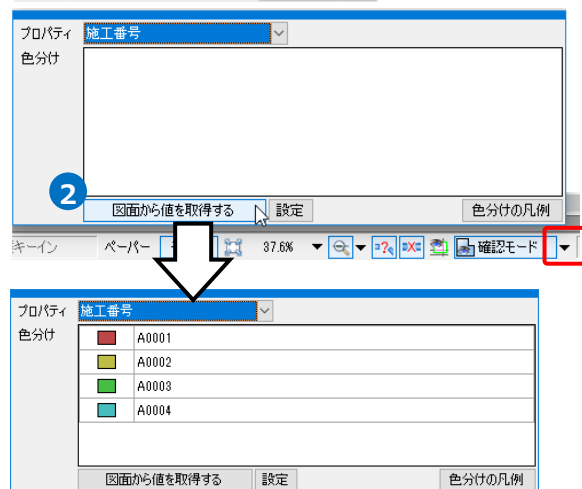 プロパティ 施工番号
色分け
2
図面から値を取得する 設定 色分けの凡例
キーイン ペーパー 37.6% 確認モード
プロパティ 施工番号
色分け A0001
A0002
A0003
A0004
図面から値を取得する 設定 色分けの凡例